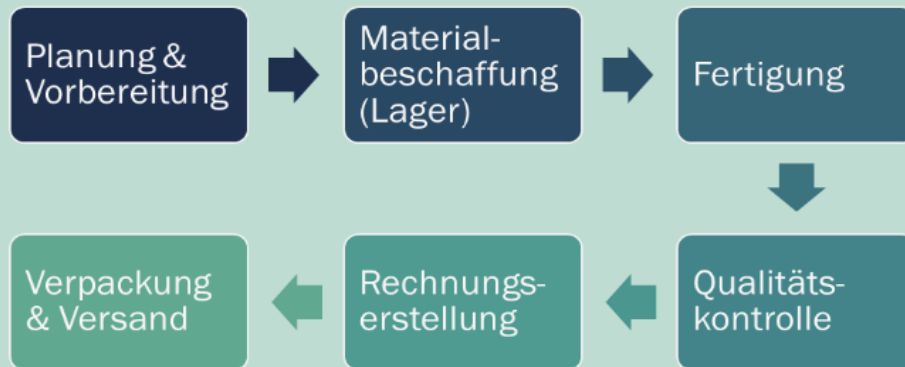 Planung &
Vorbereitung
Material-
beschaffung
(Lager)
Fertigung
Qualitäts-
kontrolle
Rechnungs-
erstellung
Verpackung
& Versand